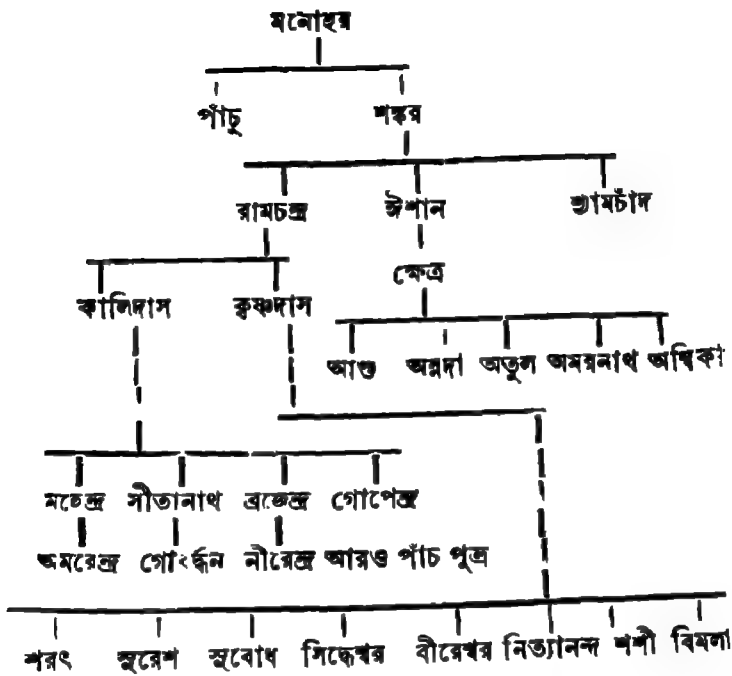 মনোহর
পাঁচু শঙ্কর
রামচন্দ্র ঈশান শ্যামচাঁদ
ক্ষেত্র
কালিদাস কৃষ্ণদাস
আশু অন্নদা অতুল অমরনাথ অম্বিকা
মহেন্দ্র সীতানাথ ব্রজেন্দ্র গোপেন্দ্র
অমরেন্দ্র গোবর্দ্ধন নীরেন্দ্র আরও পাঁচ পুত্র
শরৎ সুরেশ সুবোধ সিদ্ধেশ্বর বীরেশ্বর নিত্যানন্দ শশী বিমলা